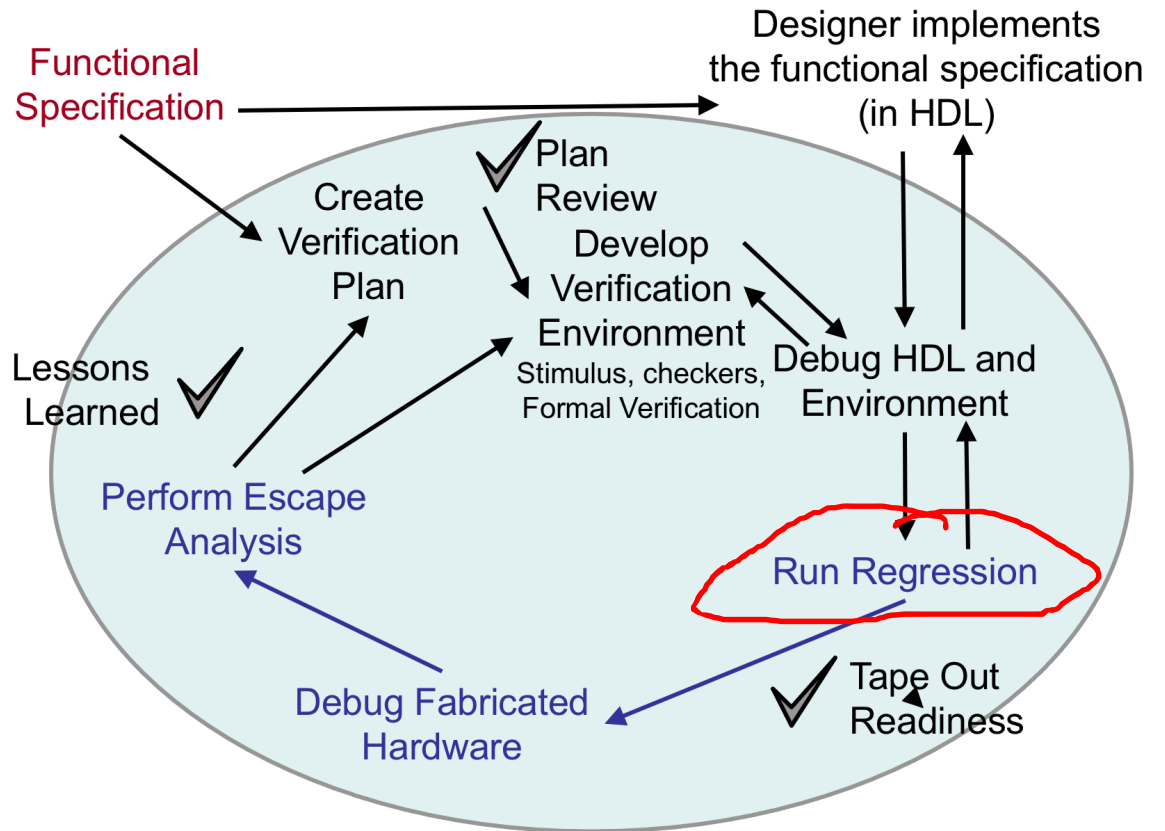 Functional
Specification
Designer implements
the functional specification
(in HDL)
Plan
Review
Create
Verification
Plan
Develop
Verification
Environment
Stimulus, checkers,
Formal Verification
Debug HDL and
Environment
Lessons
Learned
Perform Escape
Analysis
Run Regression
Tape Out
Readiness
Debug Fabricated
Hardware